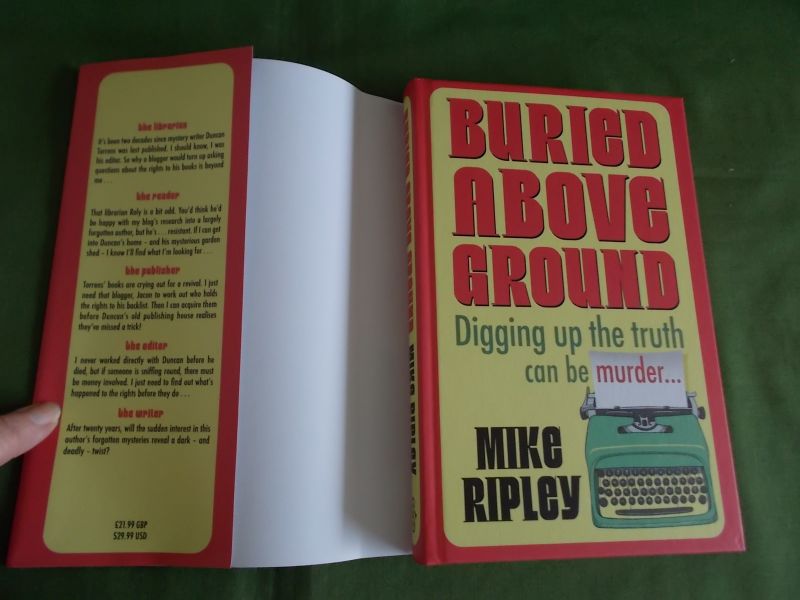 the librarian
It's been two decades since mystery writer Duncan
Torrens was last published. I should know, I was
his editor. So why a blogger would turn up asking
questions about the rights to his books is beyond
me . . .
the reader
That librarian Roly is a bit odd. You'd think he'd
be happy with my blog's research into a largely
forgotten author, but he's . . . resistant. If I can get
into Duncan's home – and his mysterious garden
shed – I know I'll find what I'm looking for . . .
the publisher
Torrens' books are crying out for a revival. I just
need that blogger, Jacon to work out who holds
the rights to his backlist. Then I can acquire them
before Duncan's old publishing house realises
they've missed a trick!
the editor
I never worked directly with Duncan before he
died, but if someone is sniffing round, there must
be money involved. I just need to find out what's
happened to the rights before they do . . .
the writer
After twenty years, will the sudden interest in this
author's forgotten mysteries reveal a dark – and
deadly – twist?
£21.99 GBP
$29.99 USD
MIKE RIPLEY
BURIED
ABOVE
GROUND
Digging up the truth
can be murder...
MIKE
RIPLEY